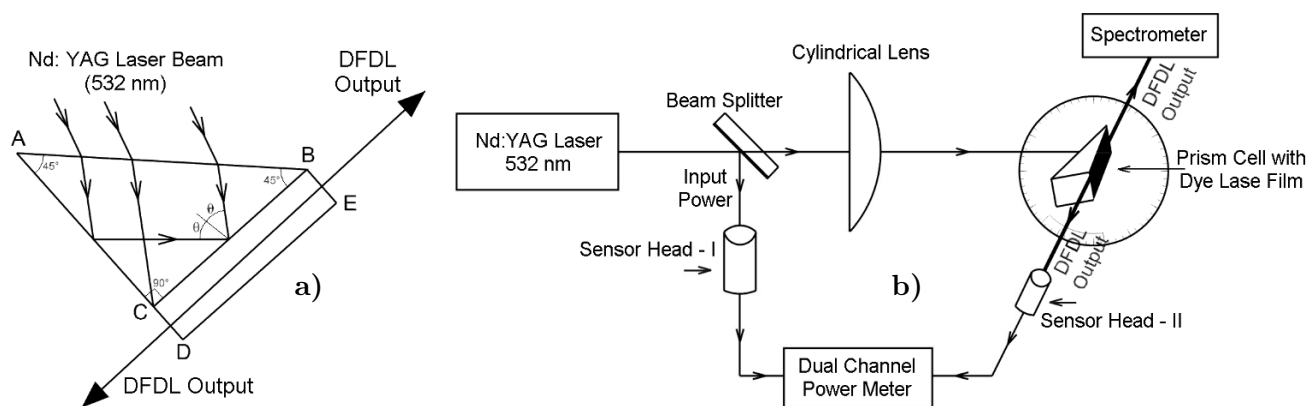 Nd: YAG Laser Beam
(532 nm)
DFDL
Output
A
45°
B
45°
E
θ
θ
90°
C
D
a)
DFDL Output
Nd:YAG Laser
532 nm
Beam Splitter
Input
Power
Sensor Head - I
Cylindrical Lens
Spectrometer
DFDL
Output
Prism Cell with
Dye Lase Film
DFDL
Output
b)
Sensor Head - II
Dual Channel
Power Meter